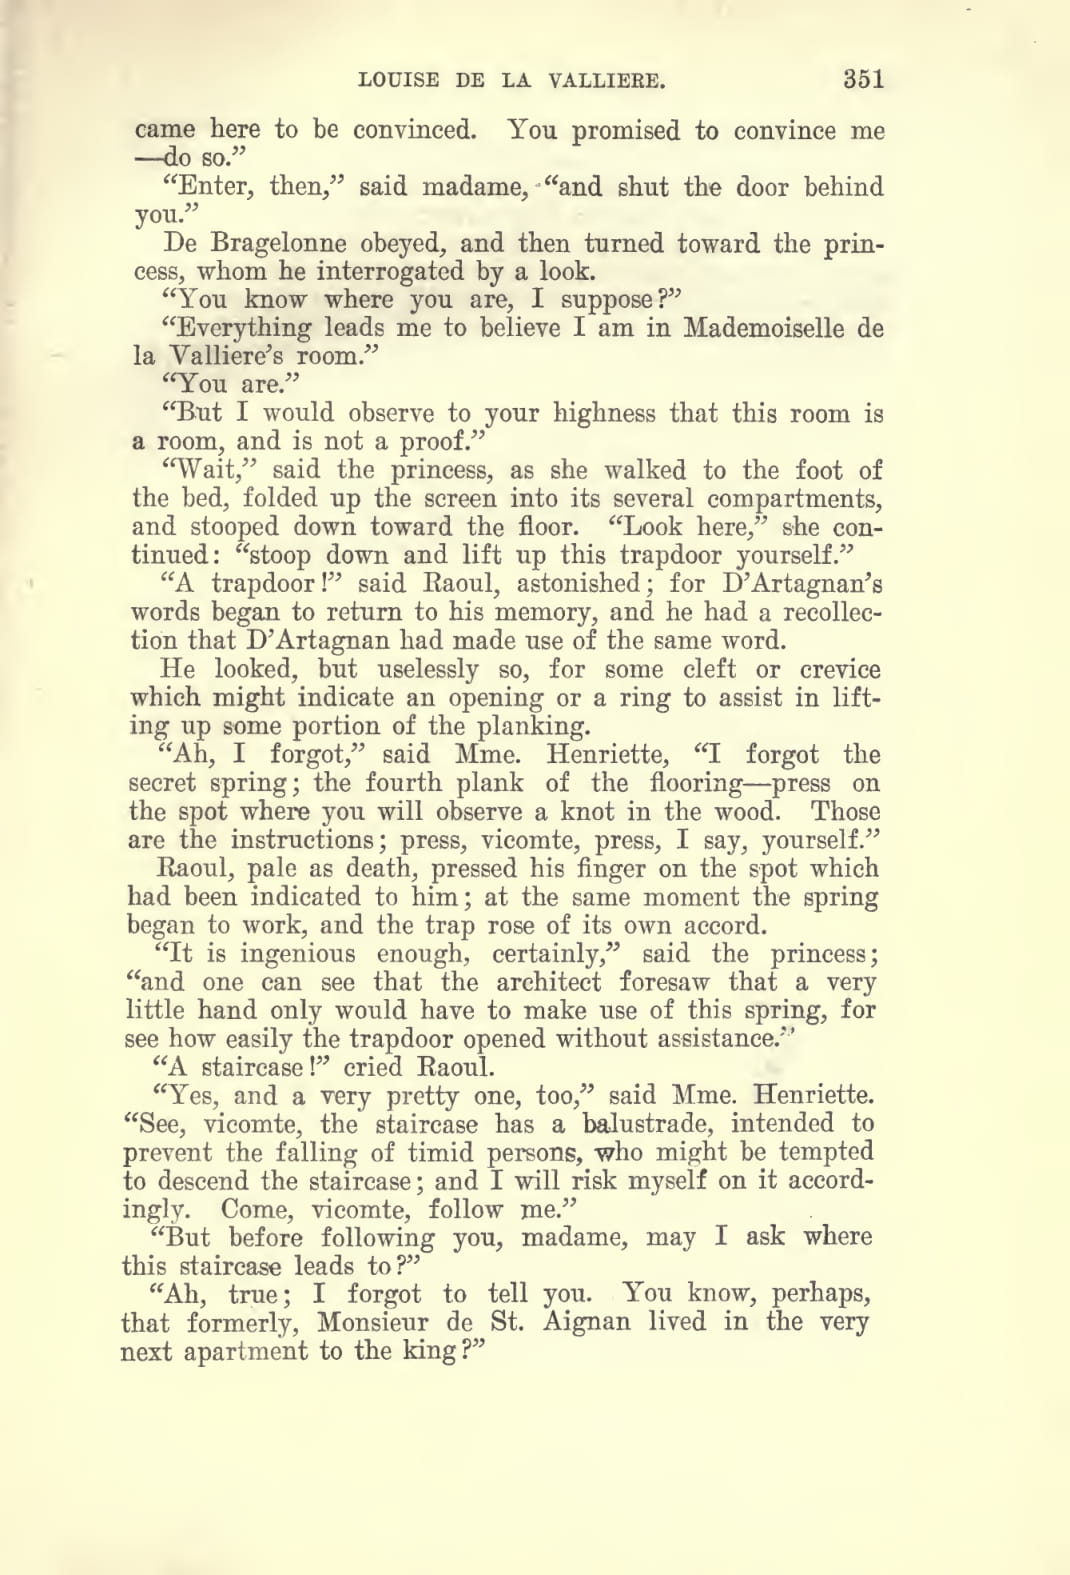 LOUISE DE LA VALLIERE. 351
came here to be convinced. You promised to convince me
—do so.”
“Enter, then,” said madame, “and shut the door behind
you.”
De Bragelonne obeyed, and then turned toward the prin-
cess, whom he interrogated by a look.
“You know where you are, I suppose?”
“Everything leads me to believe I am in Mademoiselle de
la Valliere’s room.”
“You are.”
“But I would observe to your highness that this room is
a room, and is not a proof.”
“Wait,” said the princess, as she walked to the foot of
the bed, folded up the screen into its several compartments,
and stooped down toward the floor. “Look here,” she con-
tinued: “stoop down and lift up this trapdoor yourself.”
“A trapdoor!” said Raoul, astonished; for D’Artagnan’s
words began to return to his memory, and he had a recollec-
tion that D’Artagnan had made use of the same word.
He looked, but uselessly so, for some cleft or crevice
which might indicate an opening or a ring to assist in lift-
ing up some portion of the planking.
“Ah, I forgot,” said Mme. Henriette, “I forgot the
secret spring; the fourth plank of the flooring—press on
the spot where you will observe a knot in the wood. Those
are the instructions; press, vicomte, press, I say, yourself.”
Raoul, pale as death, pressed his finger on the spot which
had been indicated to him; at the same moment the spring
began to work, and the trap rose of its own accord.
“It is ingenious enough, certainly,” said the princess;
“and one can see that the architect foresaw that a very
little hand only would have to make use of this spring, for
see how easily the trapdoor opened without assistance.”
“A staircase!” cried Raoul.
“Yes, and a very pretty one, too,” said Mme. Henriette.
“See, vicomte, the staircase has a balustrade, intended to
prevent the falling of timid persons, who might be tempted
to descend the staircase; and I will risk myself on it accord-
ingly. Come, vicomte, follow me.”
“But before following you, madame, may I ask where
this staircase leads to?”
“Ah, true; I forgot to tell you. You know, perhaps,
that formerly, Monsieur de St. Aignan lived in the very
next apartment to the king?”